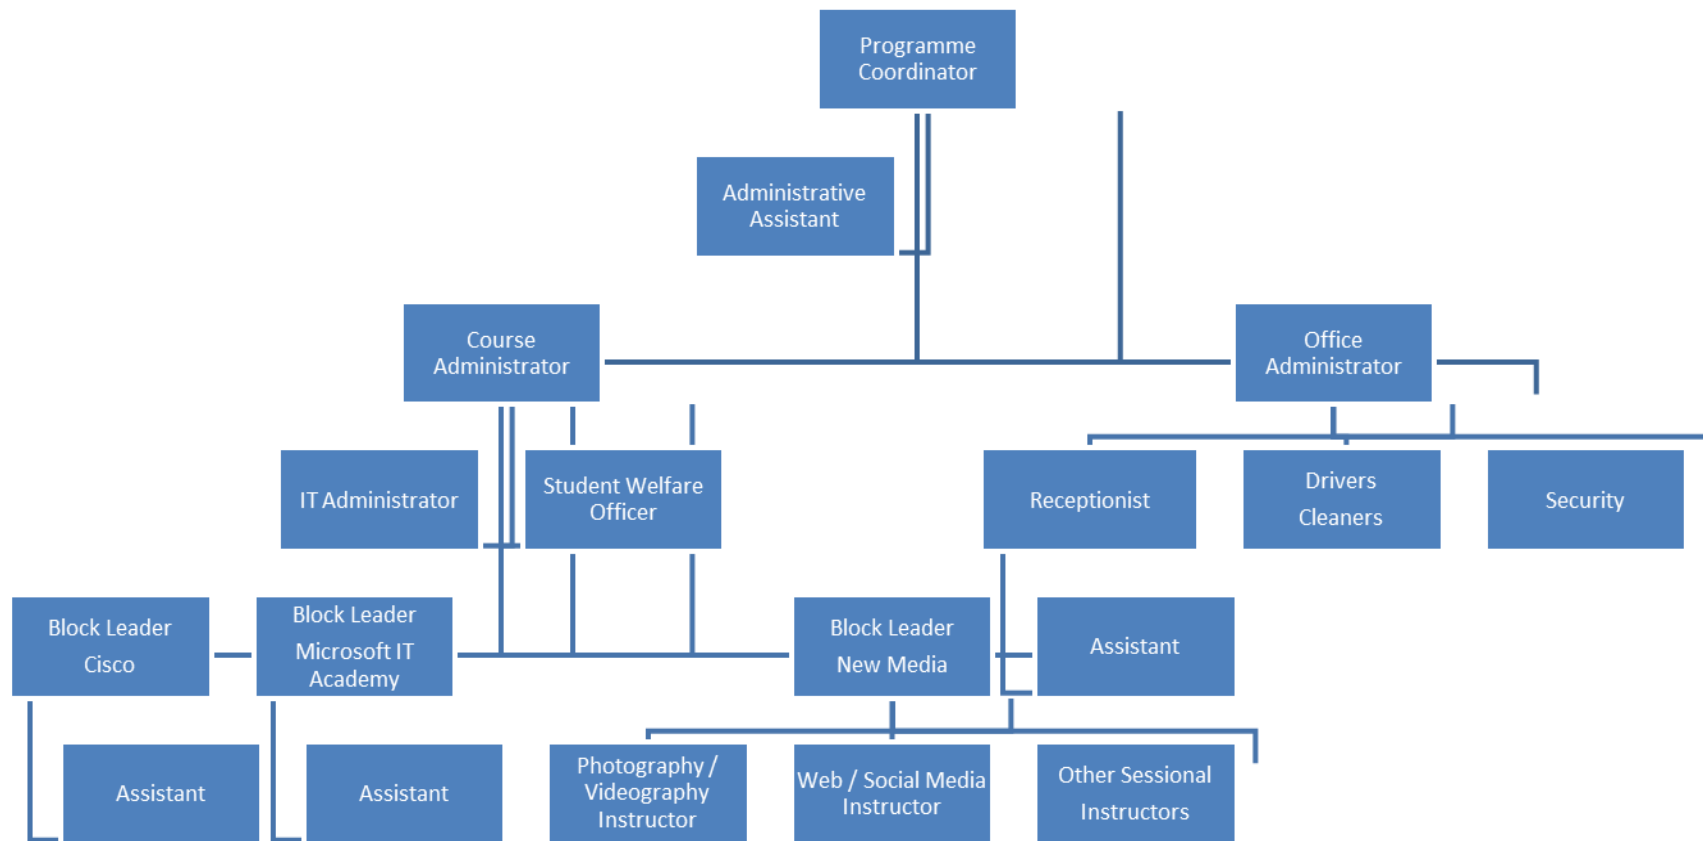 Programme
Coordinator
Administrative
Assistant
Course
Administrator
Office
Administrator
IT Administrator
Student Welfare
Officer
Receptionist
Drivers
Cleaners
Security
Block Leader
Cisco
Block Leader
Microsoft IT
Academy
Block Leader
New Media
Assistant
Assistant
Assistant
Photography /
Videography
Instructor
Web / Social Media
Instructor
Other Sessional
Instructors